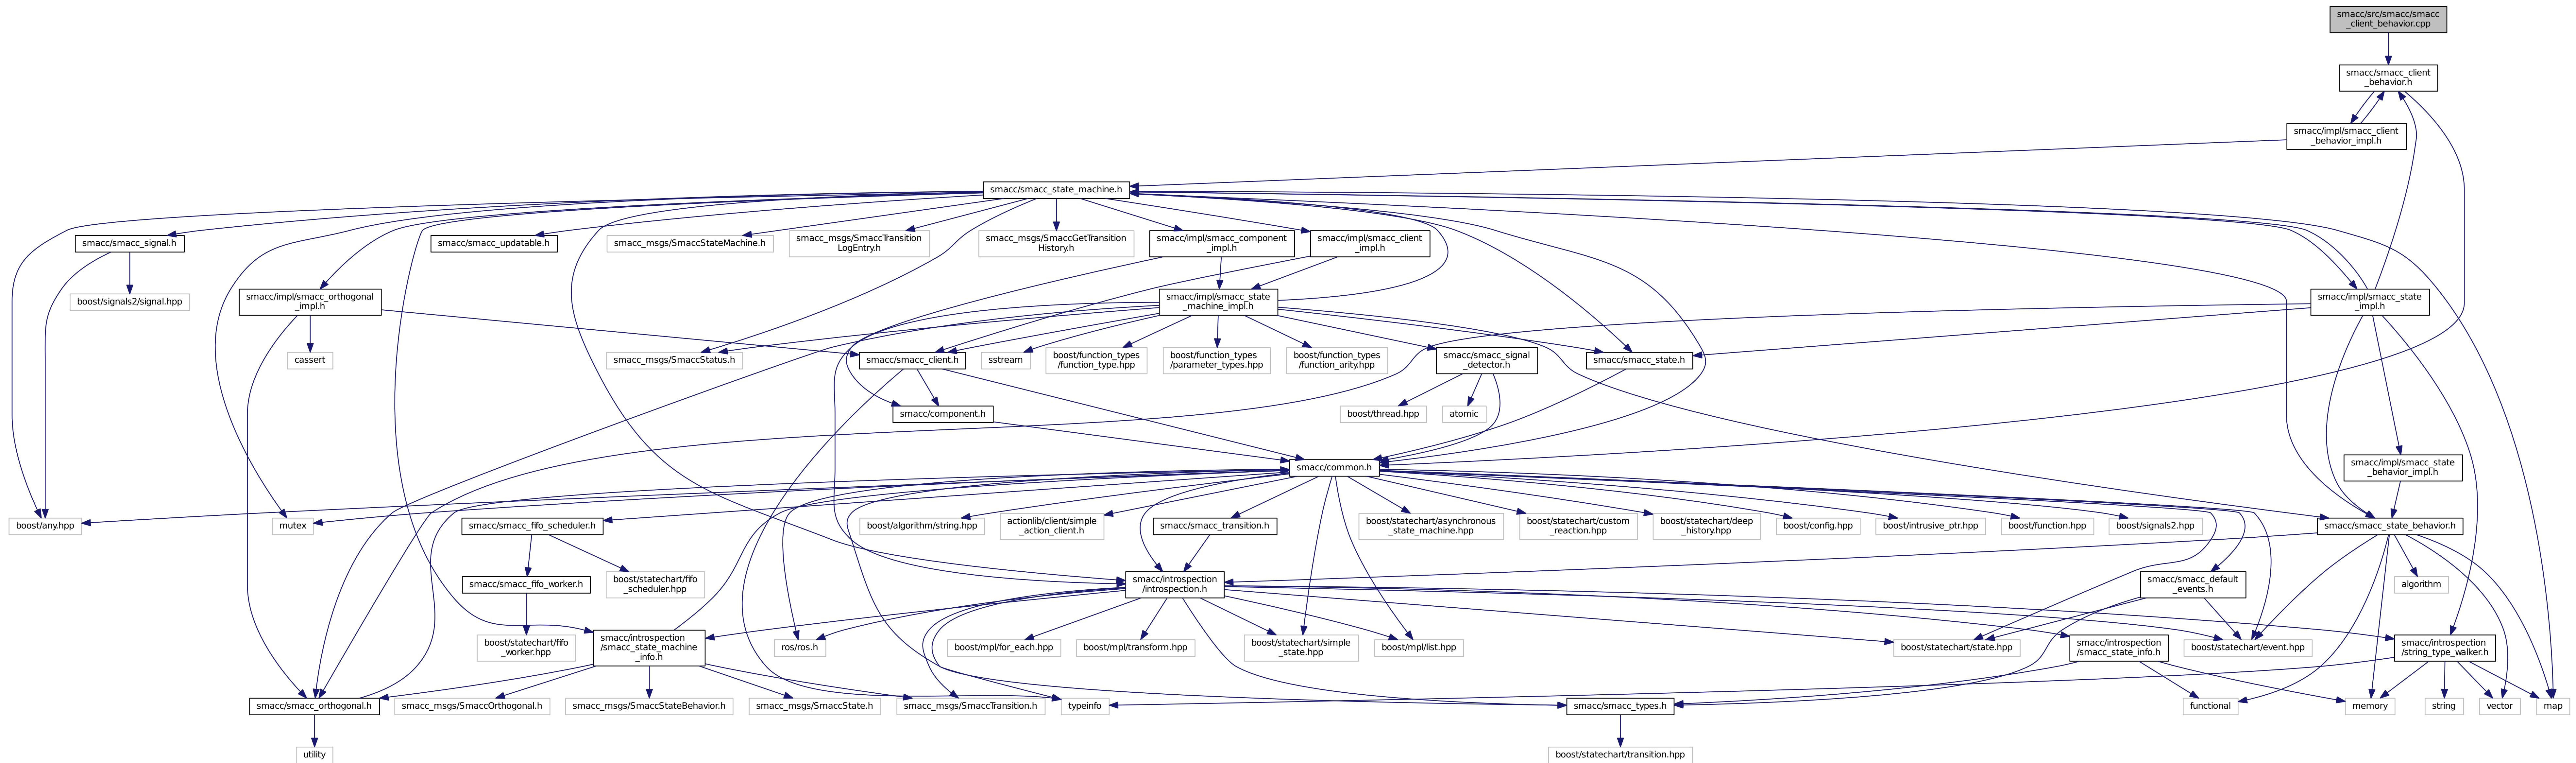 smacc/src/smacc/smacc
_client_behavior.cpp
smacc/smacc_client
_behavior.h
smacc/impl/smacc_client
_behavior_impl.h
smacc/smacc_state_machine.h
smacc/smacc_signal.h
smacc/smacc_updatable.h
smacc_msgs/SmaccStateMachine.h
smacc_msgs/SmaccTransition
LogEntry.h
smacc_msgs/SmaccGetTransition
History.h
smacc/impl/smacc_component
_impl.h
smacc/impl/smacc_client
_impl.h
boost/signals2/signal.hpp
smacc/impl/smacc_orthogonal
_impl.h
smacc/impl/smacc_state
_machine_impl.h
smacc/impl/smacc_state
_impl.h
cassert
smacc_msgs/SmaccStatus.h
smacc/smacc_client.h
sstream
boost/function_types
/function_type.hpp
boost/function_types
/parameter_types.hpp
boost/function_types
/function_arity.hpp
smacc/smacc_signal
_detector.h
smacc/smacc_state.h
smacc/component.h
boost/thread.hpp
atomic
smacc/common.h
smacc/impl/smacc_state
_behavior_impl.h
boost/any.hpp
mutex
smacc/smacc_fifo_scheduler.h
boost/algorithm/string.hpp
actionlib/client/simple
_action_client.h
smacc/smacc_transition.h
boost/statechart/asynchronous
_state_machine.hpp
boost/statechart/custom
_reaction.hpp
boost/statechart/deep
_history.hpp
boost/config.hpp
boost/intrusive_ptr.hpp
boost/function.hpp
boost/signals2.hpp
smacc/smacc_state_behavior.h
smacc/smacc_fifo_worker.h
boost/statechart/fifo
_scheduler.hpp
smacc/introspection
/introspection.h
smacc/smacc_default
_events.h
algorithm
boost/statechart/fifo
_worker.hpp
smacc/introspection
/smacc_state_machine
_info.h
ros/ros.h
boost/mpl/for_each.hpp
boost/mpl/transform.hpp
boost/statechart/simple
_state.hpp
boost/mpl/list.hpp
boost/statechart/state.hpp
smacc/introspection
/smacc_state_info.h
boost/statechart/event.hpp
smacc/introspection
/string_type_walker.h
smacc/smacc_orthogonal.h
smacc_msgs/SmaccOrthogonal.h
smacc_msgs/SmaccStateBehavior.h
smacc_msgs/SmaccState.h
smacc_msgs/SmaccTransition.h
typeinfo
smacc/smacc_types.h
functional
memory
string
vector
map
utility
boost/statechart/transition.hpp